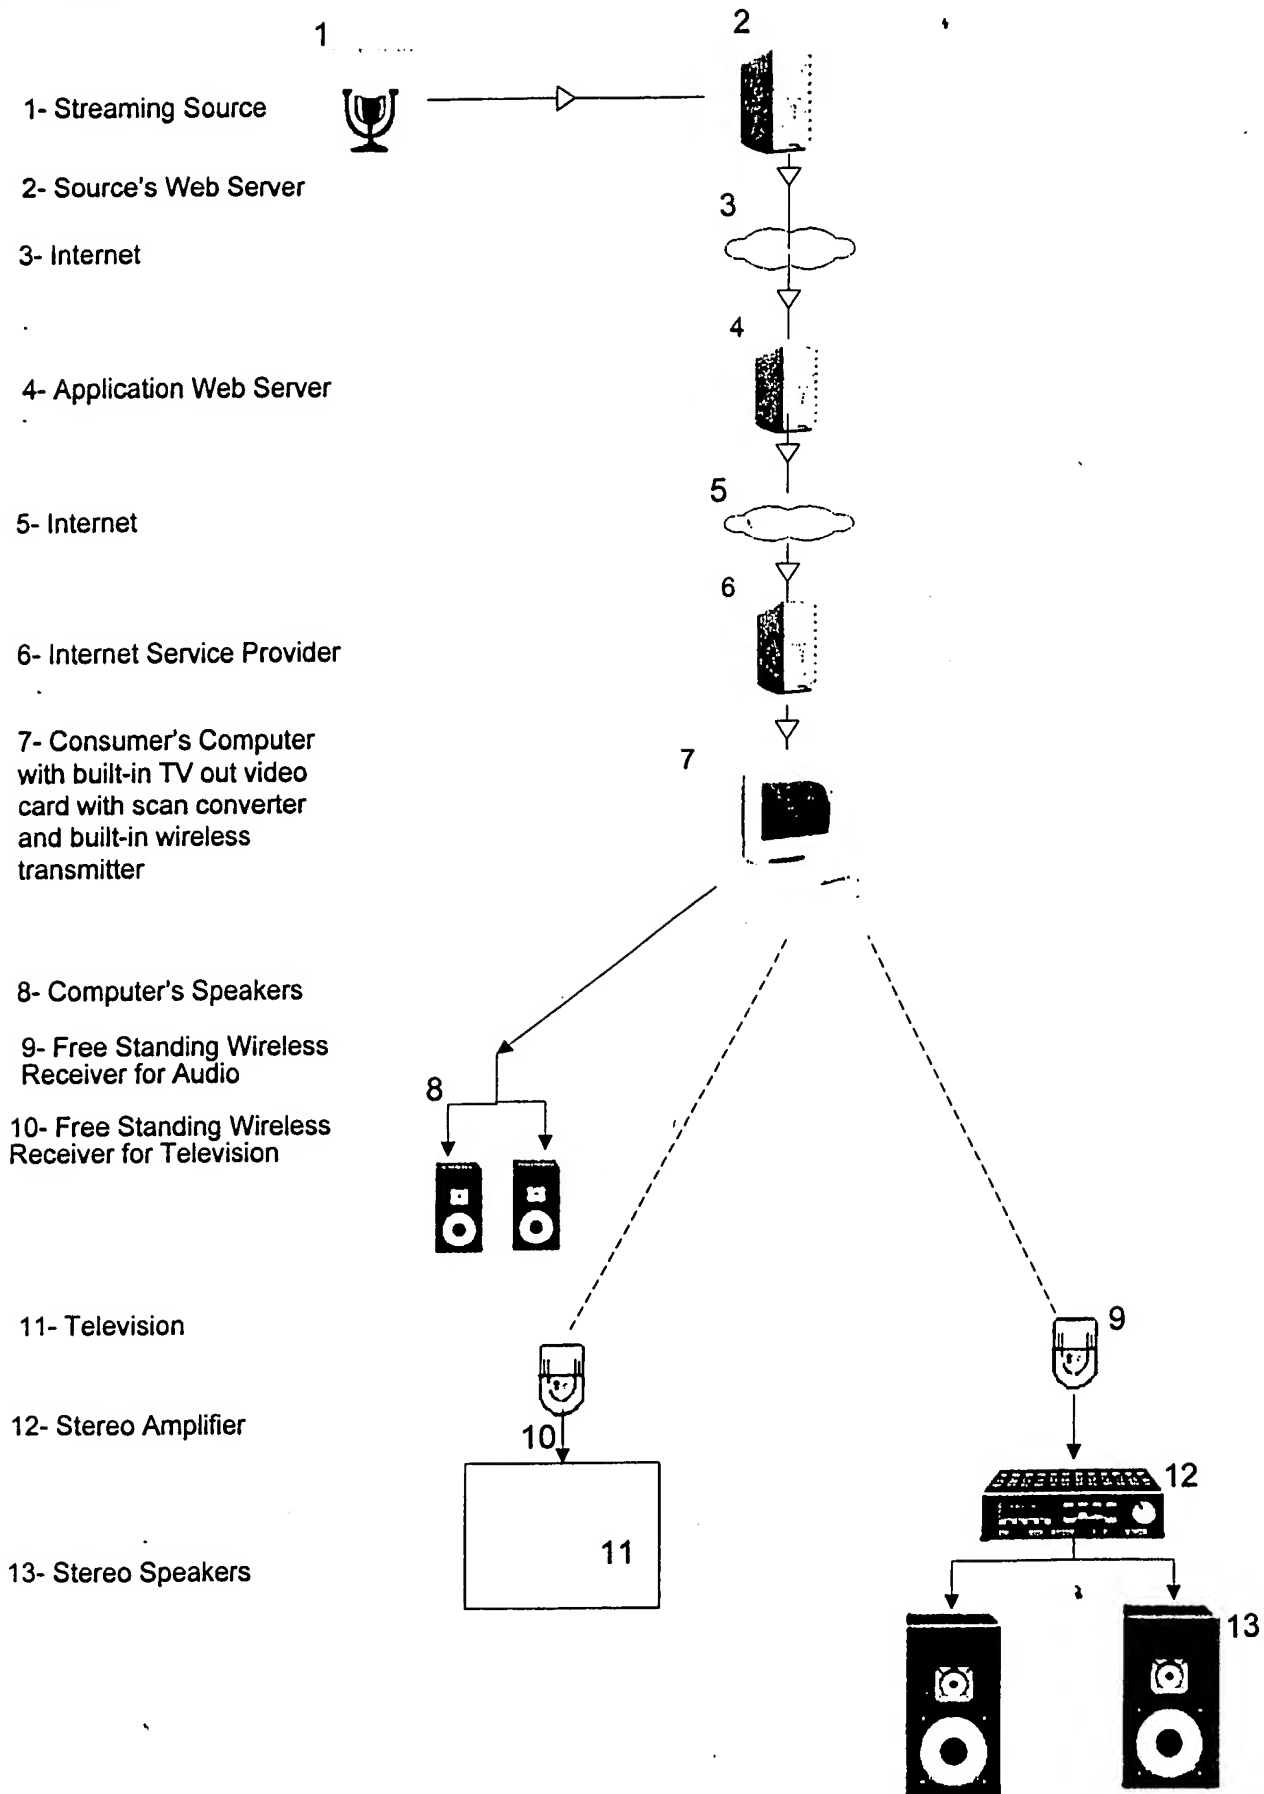 1
2
1- Streaming Source
2- Source's Web Server
3
3- Internet
4
4- Application Web Server
5
5- Internet
6
6- Internet Service Provider
7- Consumer's Computer
with built-in TV out video
card with scan converter
and built-in wireless
transmitter
7
8- Computer's Speakers
9- Free Standing Wireless
Receiver for Audio
8
10- Free Standing Wireless
Receiver for Television
11- Television
9
12- Stereo Amplifier
10
12
11
13- Stereo Speakers
13